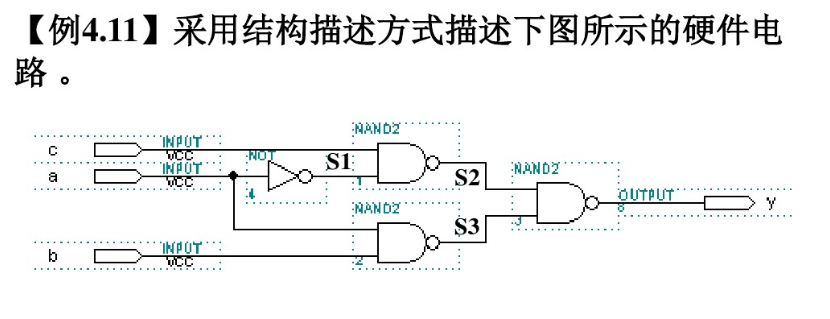 【例4.11】采用结构描述方式描述下图所示的硬件电
路 。
NAND2
c INPUT
VCC
NOT S1
a INPUT
VCC
4
1
S2
NAND2
OUTPUT
y
8
NAND2
S3
3
b INPUT
VCC
2